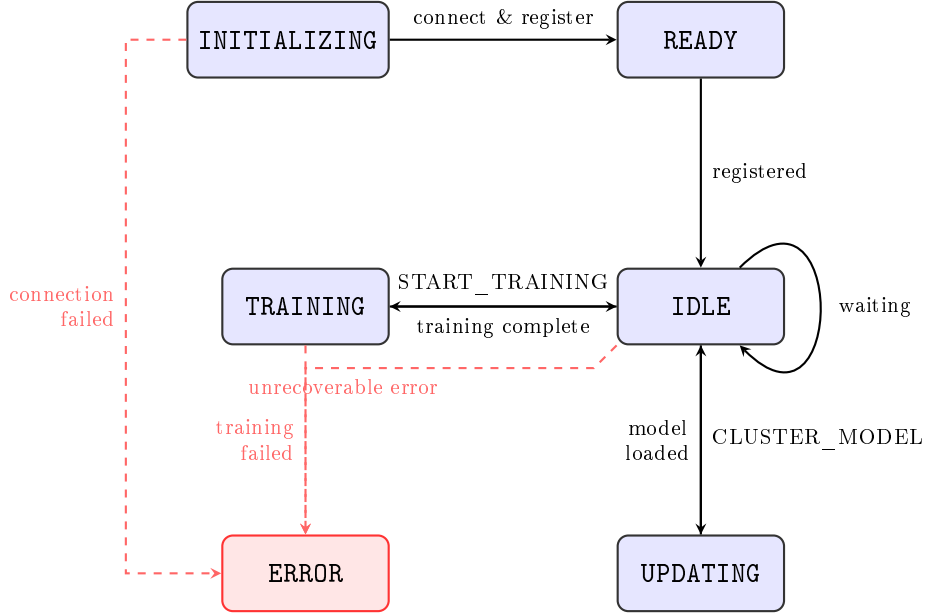 connect & register
INITIALIZING
READY
registered
START_TRAINING
connection
failed
TRAINING
IDLE
waiting
training complete
unrecoverable error
training
failed
model
loaded
CLUSTER_MODEL
ERROR
UPDATING